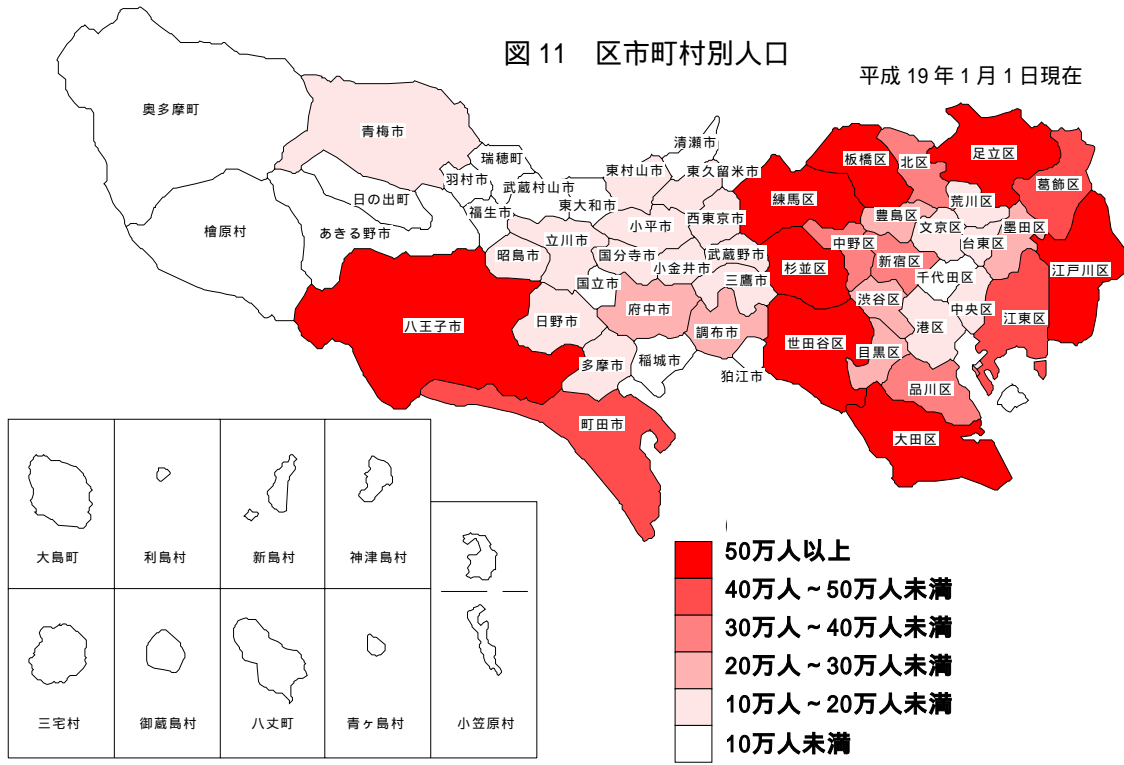 図 11　区市町村別人口
平成 19 年 1 月 1 日現在
奥多摩町
青梅市
清瀬市
瑞穂町
東村山市
東久留米市
板橋区
北区
足立区
葛飾区
羽村市
武蔵村山市
日の出町
東大和市
練馬区
荒川区
福生市
西東京市
豊島区
文京区
墨田区
檜原村
あきる野市
立川市
小平市
中野区
台東区
昭島市
国分寺市
小金井市
武蔵野市
杉並区
新宿区
江戸川区
国立市
三鷹市
千代田区
八王子市
日野市
府中市
調布市
渋谷区
中央区
江東区
世田谷区
港区
多摩市
稲城市
狛江市
目黒区
品川区
町田市
大田区
大島町
利島村
新島村
神津島村
三宅村
御蔵島村
八丈町
青ヶ島村
小笠原村
50万人以上
40万人～50万人未満
30万人～40万人未満
20万人～30万人未満
10万人～20万人未満
10万人未満